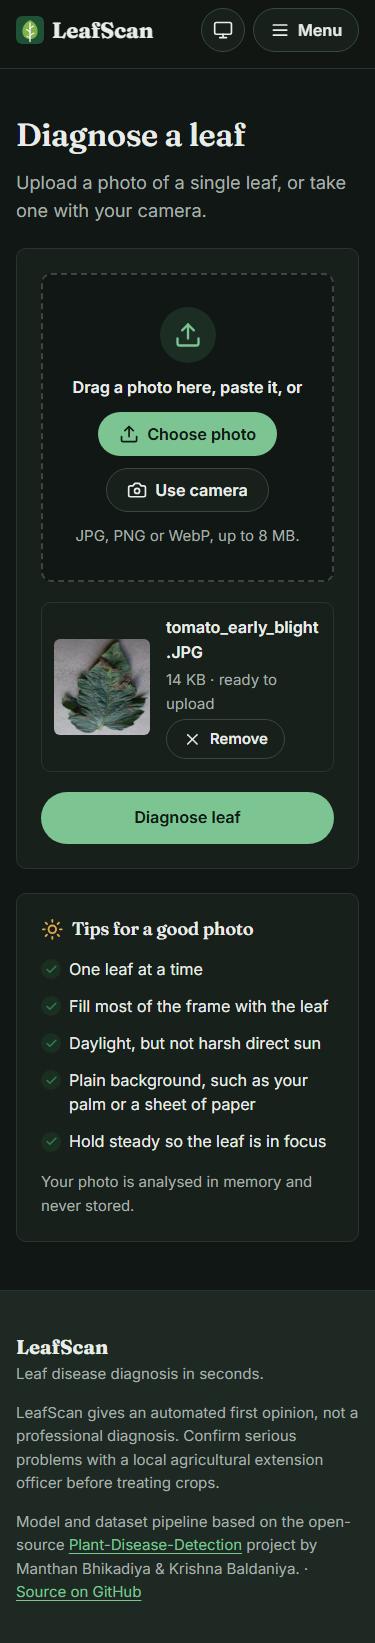 LeafScan
Menu
Diagnose a leaf
Upload a photo of a single leaf, or take
one with your camera.
Drag a photo here, paste it, or
Choose photo
Use camera
JPG, PNG or WebP, up to 8 MB.
tomato_early_blight
.JPG
14 KB · ready to
upload
Remove
Diagnose leaf
Tips for a good photo
One leaf at a time
Fill most of the frame with the leaf
Daylight, but not harsh direct sun
Plain background, such as your
palm or a sheet of paper
Hold steady so the leaf is in focus
Your photo is analysed in memory and
never stored.
LeafScan
Leaf disease diagnosis in seconds.
LeafScan gives an automated first opinion, not a
professional diagnosis. Confirm serious
problems with a local agricultural extension
officer before treating crops.
Model and dataset pipeline based on the open-
source Plant-Disease-Detection project by
Manthan Bhikadiya & Krishna Baldaniya. ·
Source on GitHub